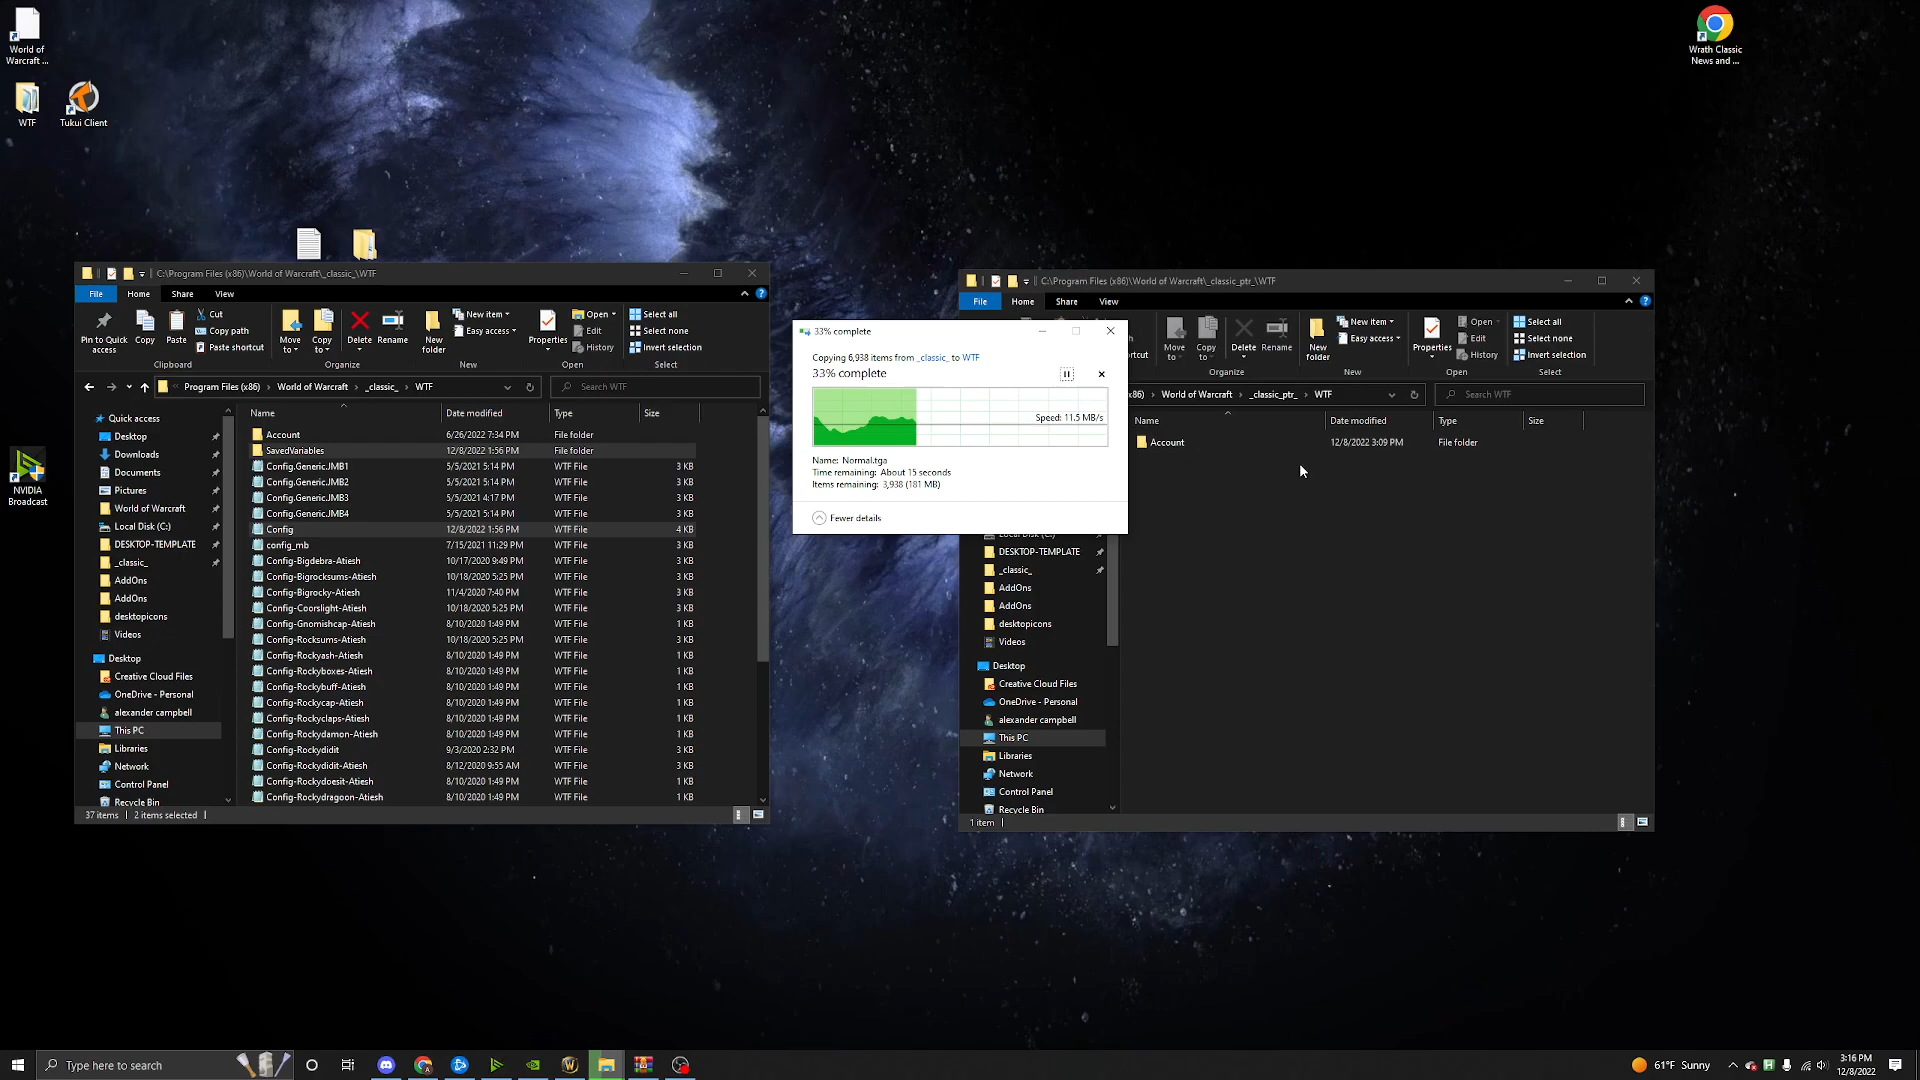 World of
Warcraft ...
WTF
Tukui Client
NVIDIA
Broadcast
Wrath Classic
News and ...
C:\Program Files (x86)\World of Warcraft\_classic_\WTF
File
Home
Share
View
Pin to Quick
access
Copy
Paste
Cut
Copy path
Paste shortcut
Move
to
Copy
to
Delete
Rename
New
folder
New item
Easy access
Properties
Open
Edit
History
Select all
Select none
Invert selection
Clipboard
Organize
New
Open
Select
Program Files (x86)
World of Warcraft
_classic_
WTF
Search WTF
Quick access
Desktop
Downloads
Documents
Pictures
World of Warcraft
Local Disk (C:)
DESKTOP-TEMPLATE
_classic_
AddOns
AddOns
desktopicons
Videos
Desktop
Creative Cloud Files
OneDrive - Personal
alexander campbell
This PC
Libraries
Network
Control Panel
Recycle Bin
Name Date modified Type Size
Account 6/26/2022 7:34 PM File folder
SavedVariables 12/8/2022 1:56 PM File folder
Config.Generic.JMB1 5/5/2021 5:14 PM WTF File 3 KB
Config.Generic.JMB2 5/5/2021 5:14 PM WTF File 3 KB
Config.Generic.JMB3 5/5/2021 4:17 PM WTF File 3 KB
Config.Generic.JMB4 5/5/2021 5:14 PM WTF File 3 KB
Config 12/8/2022 1:56 PM WTF File 4 KB
config_mb 7/15/2021 11:29 PM WTF File 3 KB
Config-Bigdebra-Atiesh 10/17/2020 9:49 PM WTF File 3 KB
Config-Bigrocksums-Atiesh 10/18/2020 5:25 PM WTF File 3 KB
Config-Bigrocky-Atiesh 11/4/2020 7:40 PM WTF File 3 KB
Config-Coorslight-Atiesh 10/18/2020 5:25 PM WTF File 3 KB
Config-Gnomishcap-Atiesh 8/10/2020 1:49 PM WTF File 1 KB
Config-Rocksums-Atiesh 10/18/2020 5:25 PM WTF File 3 KB
Config-Rockyash-Atiesh 8/10/2020 1:49 PM WTF File 1 KB
Config-Rockyboxes-Atiesh 8/10/2020 1:49 PM WTF File 1 KB
Config-Rockybuff-Atiesh 8/10/2020 1:49 PM WTF File 1 KB
Config-Rockycap-Atiesh 8/10/2020 1:49 PM WTF File 1 KB
Config-Rockyclaps-Atiesh 8/10/2020 1:49 PM WTF File 1 KB
Config-Rockydamon-Atiesh 8/10/2020 1:49 PM WTF File 1 KB
Config-Rockydidit 9/3/2020 2:32 PM WTF File 3 KB
Config-Rockydidit-Atiesh 8/12/2020 9:55 AM WTF File 3 KB
Config-Rockydoesit-Atiesh 8/10/2020 1:49 PM WTF File 1 KB
Config-Rockydragoon-Atiesh 8/10/2020 1:49 PM WTF File 1 KB
37 items
2 items selected
33% complete
Copying 6,938 items from _classic_ to WTF
33% complete
Speed: 11.5 MB/s
Name: Normal.tga
Time remaining: About 15 seconds
Items remaining: 3,938 (181 MB)
Fewer details
C:\Program Files (x86)\World of Warcraft\_classic_ptr_\WTF
File
Home
Share
View
th
ortcut
Move
to
Copy
to
Delete
Rename
New
folder
New item
Easy access
Properties
Open
Edit
History
Select all
Select none
Invert selection
Organize
New
Open
Select
x86)
World of Warcraft
_classic_ptr_
WTF
Search WTF
Name Date modified Type Size
Account 12/8/2022 3:09 PM File folder
Local Disk (C:)
DESKTOP-TEMPLATE
_classic_
AddOns
AddOns
desktopicons
Videos
Desktop
Creative Cloud Files
OneDrive - Personal
alexander campbell
This PC
Libraries
Network
Control Panel
Recycle Bin
1 item
Type here to search
61°F Sunny
3:16 PM
12/8/2022